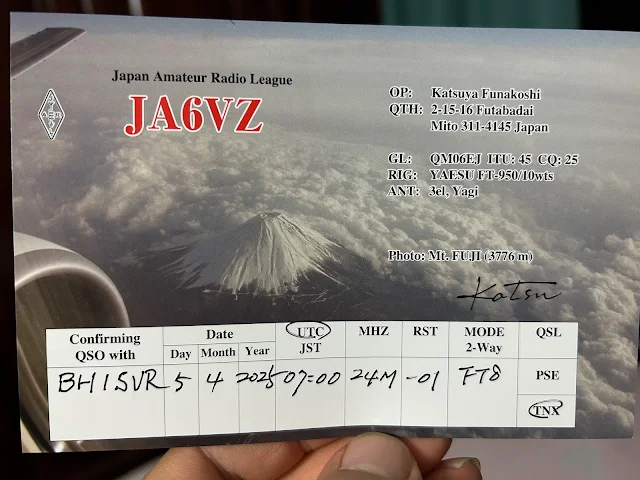 Japan Amateur Radio League
JA6VZ
OP: Katsuya Funakoshi
QTH: 2-15-16 Futabadai
Mito 311-4145 Japan
GL: QM06EJ ITU: 45 CQ: 25
RIG: YAESU FT-950/10wts
ANT: 3el, Yagi
Photo: Mt. FUJI (3776 m)
Katsu
Confirming QSO with Date Day Month Year UTC JST MHZ RST MODE 2-Way QSL
BH1SVR 5 4 2025 07:00 24M -01 FT8 PSE
TNX